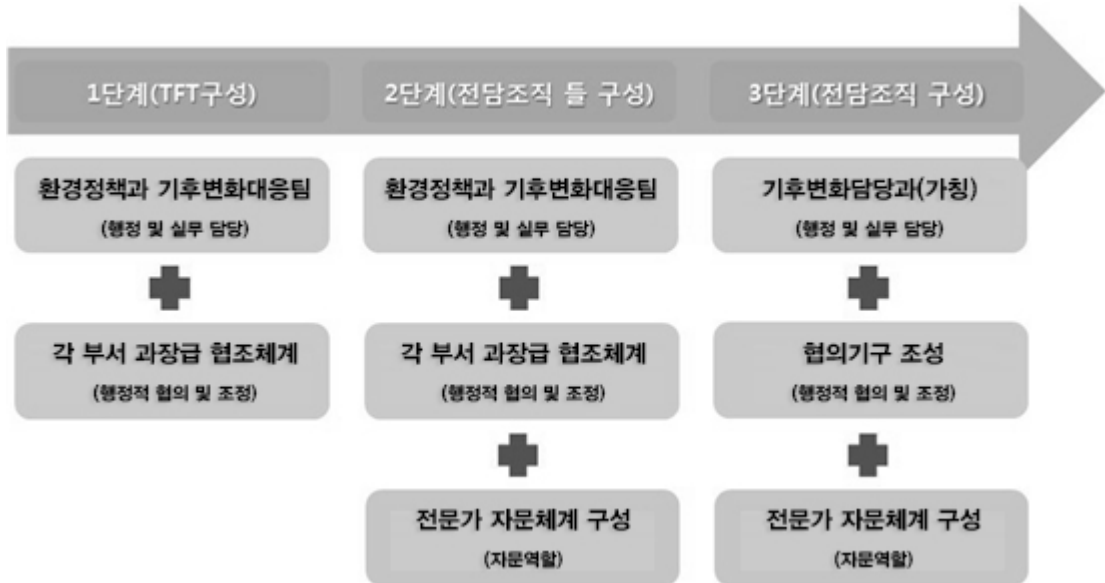 1단계(TFT구성)
2단계(전담조직 틀 구성)
3단계(전담조직 구성)
환경정책과 기후변화대응팀
(행정 및 실무 담당)
각 부서 과장급 협조체계
(행정적 협의 및 조정)
환경정책과 기후변화대응팀
(행정 및 실무 담당)
각 부서 과장급 협조체계
(행정적 협의 및 조정)
전문가 자문체계 구성
(자문역할)
기후변화담당과(가칭)
(행정 및 실무 담당)
협의기구 조성
(행정적 협의 및 조정)
전문가 자문체계 구성
(자문역할)